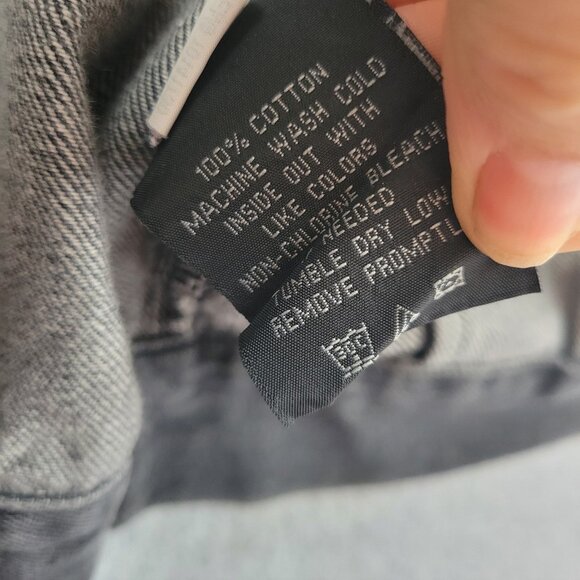 100% COTTON
MACHINE WASH COLD
INSIDE OUT WITH
LIKE COLORS
NON-CHLORINE BLEACH
NEEDED
TUMBLE DRY LOW
REMOVE PROMPTL
30C